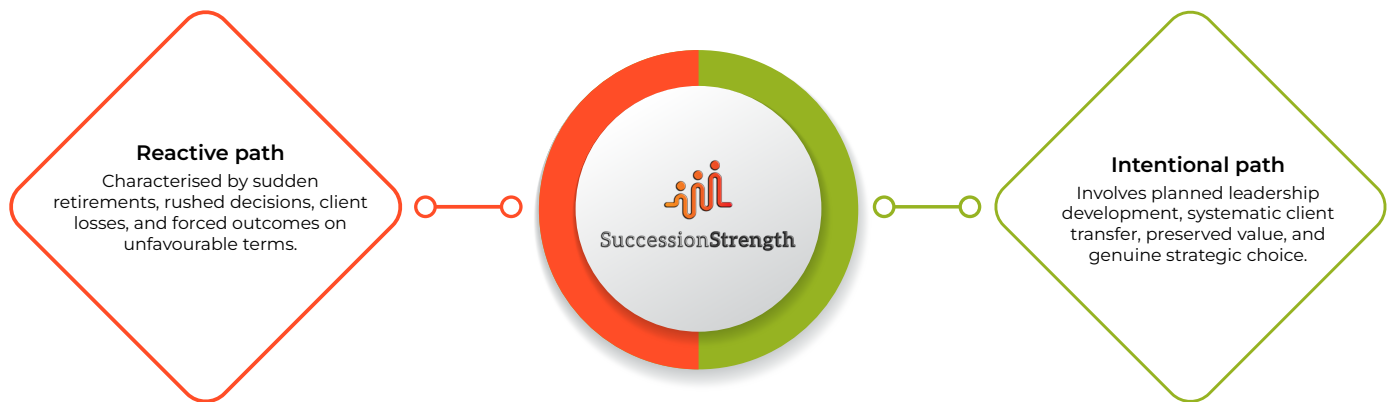 Reactive path
Characterised by sudden
retirements, rushed decisions, client
losses, and forced outcomes on
unfavourable terms.
SuccessionStrength
Intentional path
Involves planned leadership
development, systematic client
transfer, preserved value, and
genuine strategic choice.